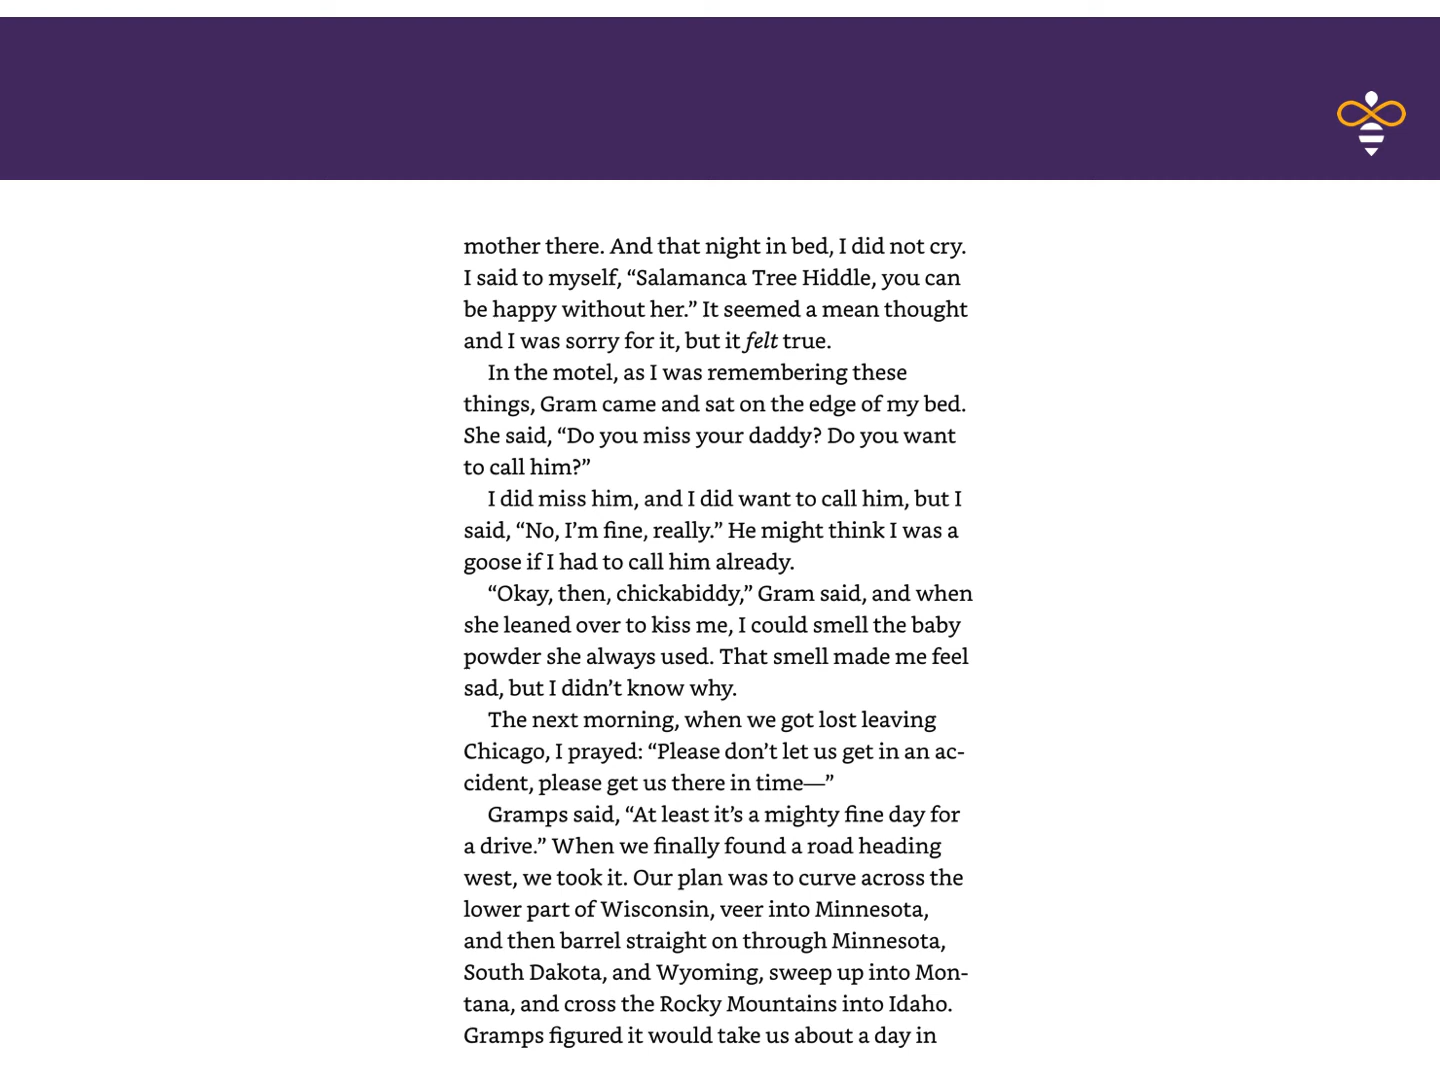 mother there. And that night in bed, I did not cry.
I said to myself, “Salamanca Tree Hiddle, you can
be happy without her.” It seemed a mean thought
and I was sorry for it, but it felt true.
In the motel, as I was remembering these
things, Gram came and sat on the edge of my bed.
She said, “Do you miss your daddy? Do you want
to call him?”
I did miss him, and I did want to call him, but I
said, “No, I’m fine, really.” He might think I was a
goose if I had to call him already.
“Okay, then, chickabiddy,” Gram said, and when
she leaned over to kiss me, I could smell the baby
powder she always used. That smell made me feel
sad, but I didn’t know why.
The next morning, when we got lost leaving
Chicago, I prayed: “Please don’t let us get in an ac-
cident, please get us there in time—”
Gramps said, “At least it’s a mighty fine day for
a drive.” When we finally found a road heading
west, we took it. Our plan was to curve across the
lower part of Wisconsin, veer into Minnesota,
and then barrel straight on through Minnesota,
South Dakota, and Wyoming, sweep up into Mon-
tana, and cross the Rocky Mountains into Idaho.
Gramps figured it would take us about a day in